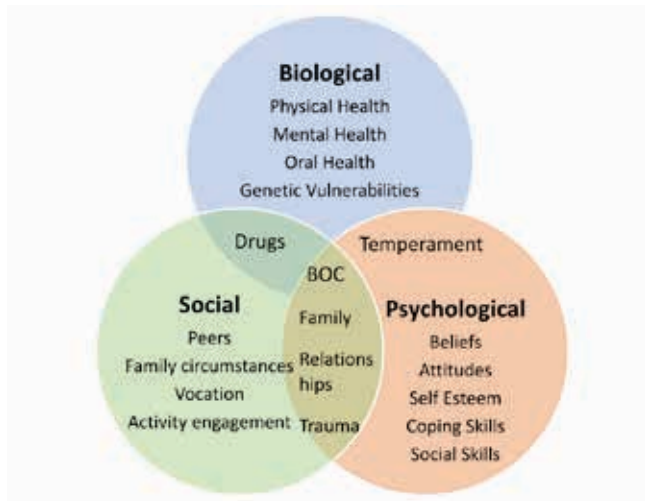 Biological
Physical Health
Mental Health
Oral Health
Genetic Vulnerabilities
Drugs
Temperament
BOC
Social
Peers
Family circumstances
Vocation
Activity engagement
Family
Relations
hips
Trauma
Psychological
Beliefs
Attitudes
Self Esteem
Coping Skills
Social Skills